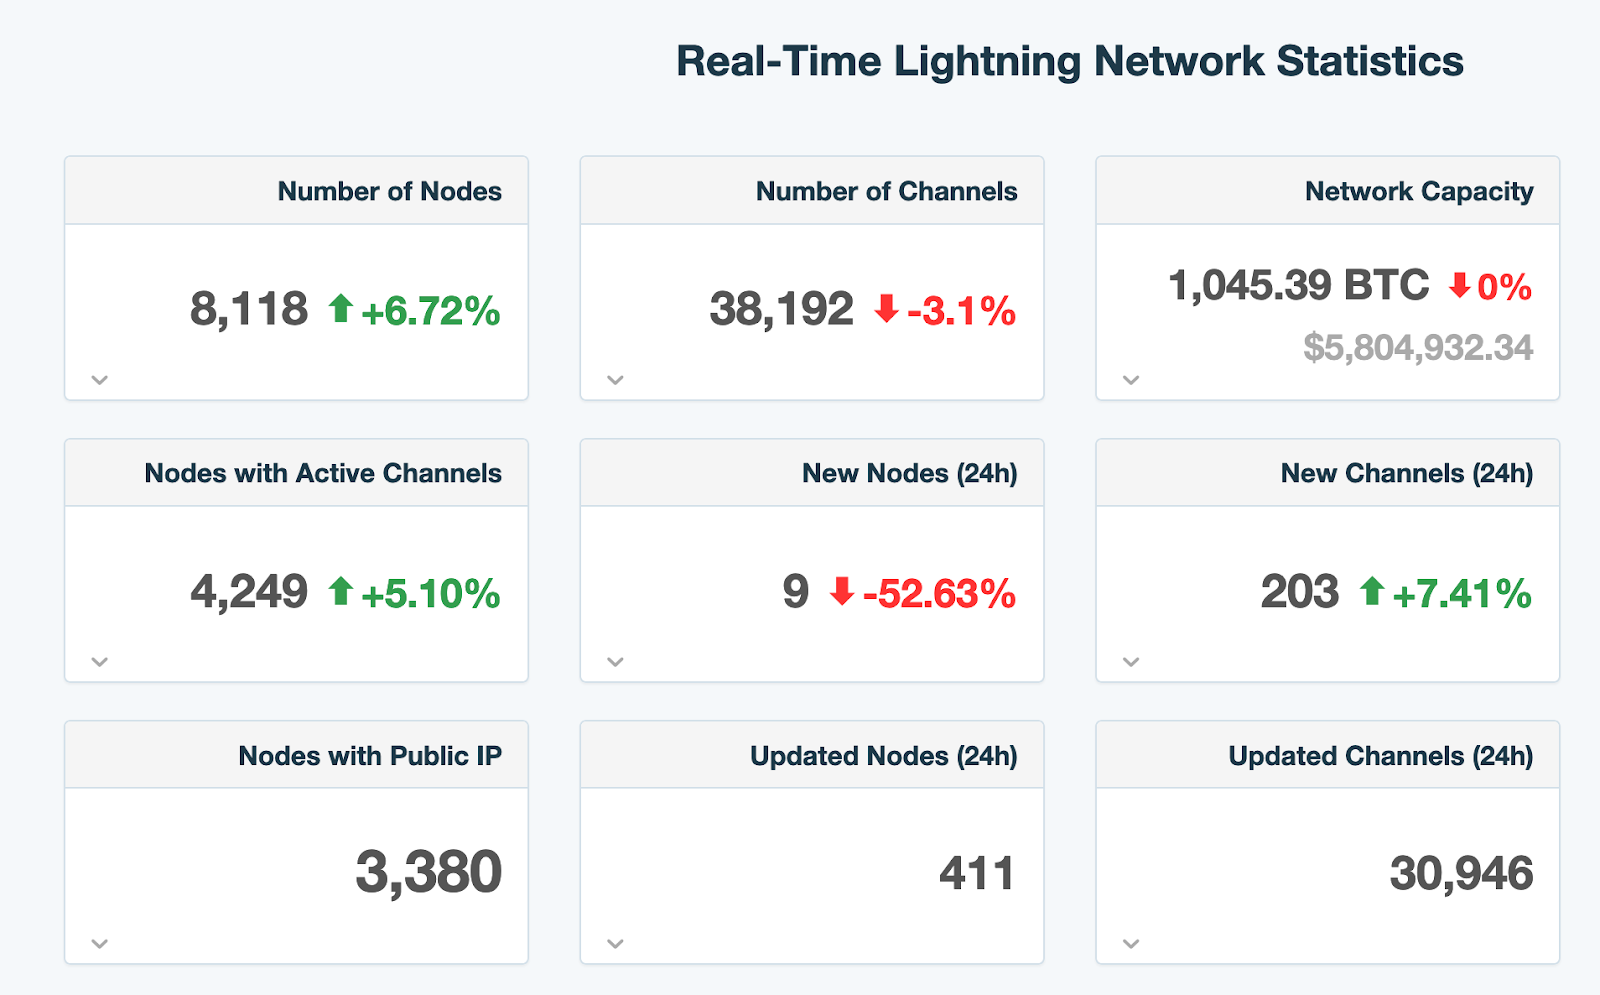 Real-Time Lightning Network Statistics
Number of Nodes
8,118 +6.72%
Number of Channels
38,192 -3.1%
Network Capacity
1,045.39 BTC 0%
$5,804,932.34
Nodes with Active Channels
4,249 +5.10%
New Nodes (24h)
9 -52.63%
New Channels (24h)
203 +7.41%
Nodes with Public IP
3,380
Updated Nodes (24h)
411
Updated Channels (24h)
30,946